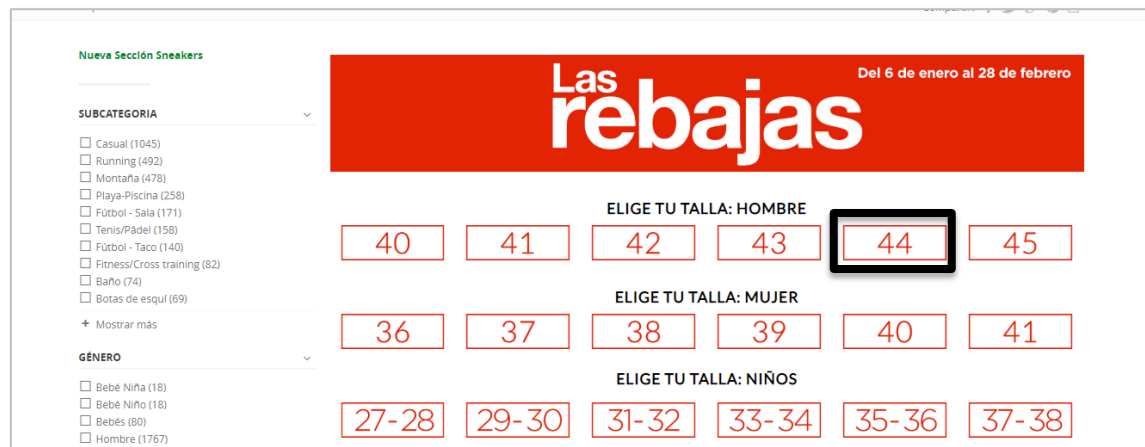 Nueva Sección Sneakers
SUBCATEGORIA
Casual (1045)
Running (492)
Montaña (478)
Playa-Piscina (258)
Fútbol - Sala (171)
Tenis/Pádel (158)
Fútbol - Taco (140)
Fitness/Cross training (82)
Baño (74)
Botas de esquí (69)
+ Mostrar más
GÉNERO
Bebé Niña (18)
Bebé Niño (18)
Bebés (80)
Hombre (1767)
Las
rebajas
Del 6 de enero al 28 de febrero
ELIGE TU TALLA: HOMBRE
40 41 42 43 44 45
ELIGE TU TALLA: MUJER
36 37 38 39 40 41
ELIGE TU TALLA: NIÑOS
27-28 29-30 31-32 33-34 35-36 37-38